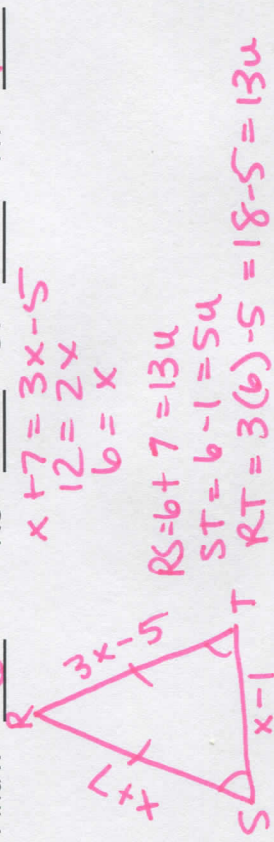 x+7=3x-5
12=2x
6=x
RS=6+7=13u
ST=6-1=5u
RT=3(6)-5=18-5=13u
R
x+7
3x-5
S
x-1
T